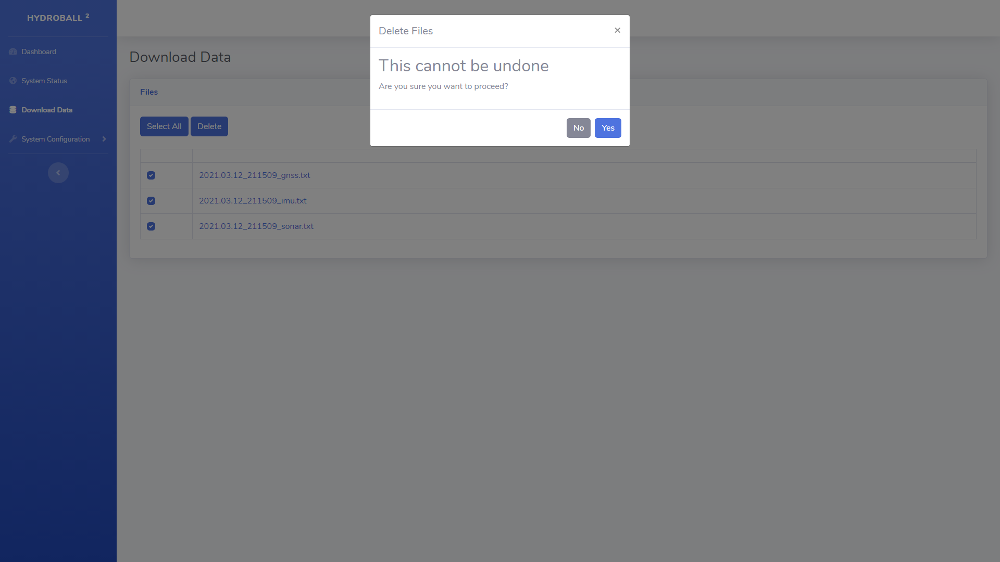 HYDROBALL 2
Dashboard
System Status
Download Data
System Configuration
Download Data
Files
Select All
Delete
2021.03.12_211509_gnss.txt
2021.03.12_211509_imu.txt
2021.03.12_211509_sonar.txt
Delete Files
×
This cannot be undone
Are you sure you want to proceed?
No
Yes